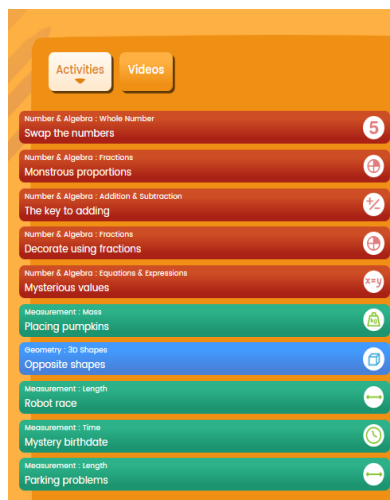 Activities
Videos
Number & Algebra : Whole Number
Swap the numbers
5
Number & Algebra : Fractions
Monstrous proportions
Number & Algebra : Addition & Subtraction
The key to adding
+/-
Number & Algebra : Fractions
Decorate using fractions
Number & Algebra : Equations & Expressions
Mysterious values
x=y
Measurement : Mass
Placing pumpkins
kg
Geometry : 3D Shapes
Opposite shapes
Measurement : Length
Robot race
Measurement : Time
Mystery birthdate
Measurement : Length
Parking problems